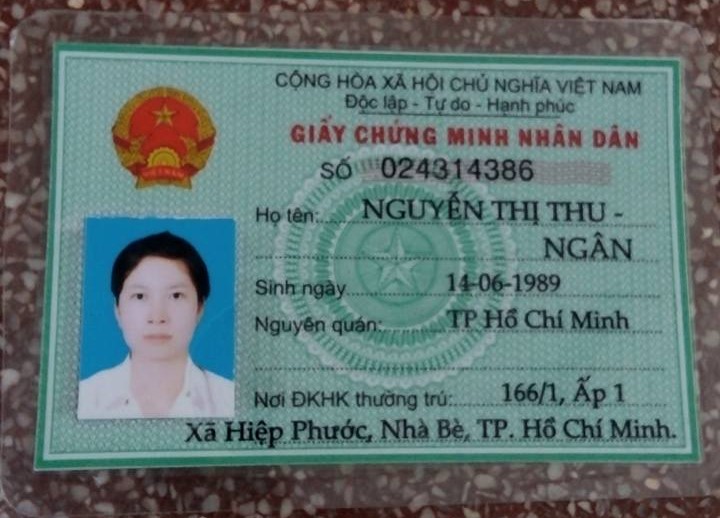 CỘNG HÒA XÃ HỘI CHỦ NGHĨA VIỆT NAM
Độc lập - Tự do - Hạnh phúc
GIẤY CHỨNG MINH NHÂN DÂN
SỐ 024314386
Họ tên: NGUYỄN THỊ THU -
NGÂN
Sinh ngày 14-06-1989
Nguyên quán: TP Hồ Chí Minh
Nơi ĐKHK thường trú: 166/1, Ấp 1
Xã Hiệp Phước, Nhà Bè, TP. Hồ Chí Minh.
VIỆT NAM